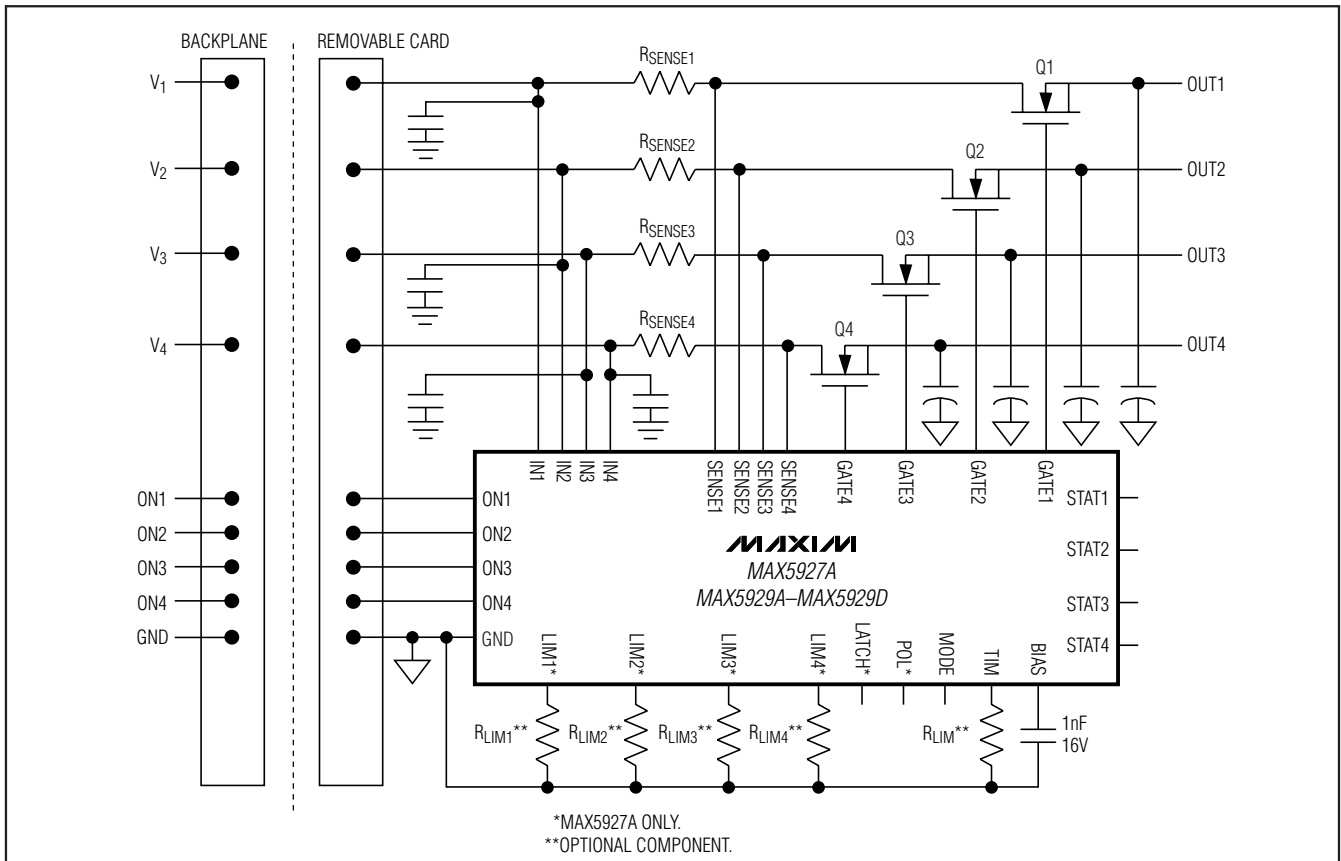 BACKPLANE
REMOVABLE CARD
RSENSE1
Q1
V1
OUT1
RSENSE2
Q2
V2
OUT2
RSENSE3
Q3
V3
OUT3
RSENSE4
Q4
V4
OUT4
IN1
IN2
IN3
IN4
SENSE1
SENSE2
SENSE3
SENSE4
GATE4
GATE3
GATE2
GATE1
ON1
ON1
STAT1
ON2
ON2
STAT2
ON3
ON3
STAT3
ON4
ON4
STAT4
GND
GND
MAXIM
MAX5927A
MAX5929A–MAX5929D
LIM1*
LIM2*
LIM3*
LIM4*
LATCH*
POL*
MODE
TIM
BIAS
RLIM1**
RLIM2**
RLIM3**
RLIM4**
RLIM**
1nF
16V
*MAX5927A ONLY.
**OPTIONAL COMPONENT.